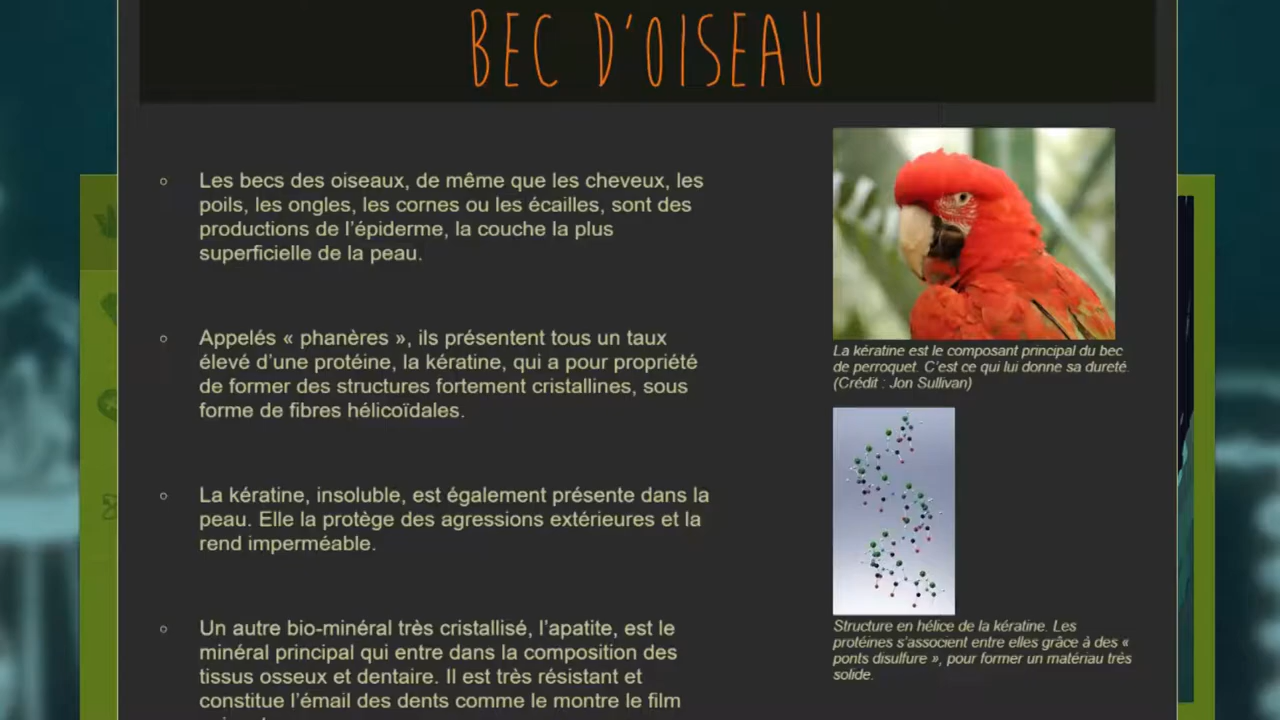 BEC D'OISEAU
Les becs des oiseaux, de même que les cheveux, les
poils, les ongles, les cornes ou les écailles, sont des
productions de l'épiderme, la couche la plus
superficielle de la peau.
Appelés « phanères », ils présentent tous un taux
élevé d'une protéine, la kératine, qui a pour propriété
de former des structures fortement cristallines, sous
forme de fibres hélicoïdales.
La kératine, insoluble, est également présente dans la
peau. Elle la protège des agressions extérieures et la
rend imperméable.
Un autre bio-minéral très cristallisé, l'apatite, est le
minéral principal qui entre dans la composition des
tissus osseux et dentaire. Il est très résistant et
constitue l'émail des dents comme le montre le film
La kératine est le composant principal du bec
de perroquet. C'est ce qui lui donne sa dureté.
(Crédit : Jon Sullivan)
Structure en hélice de la kératine. Les
protéines s'associent entre elles grâce à des «
ponts disulfure », pour former un matériau très
solide.